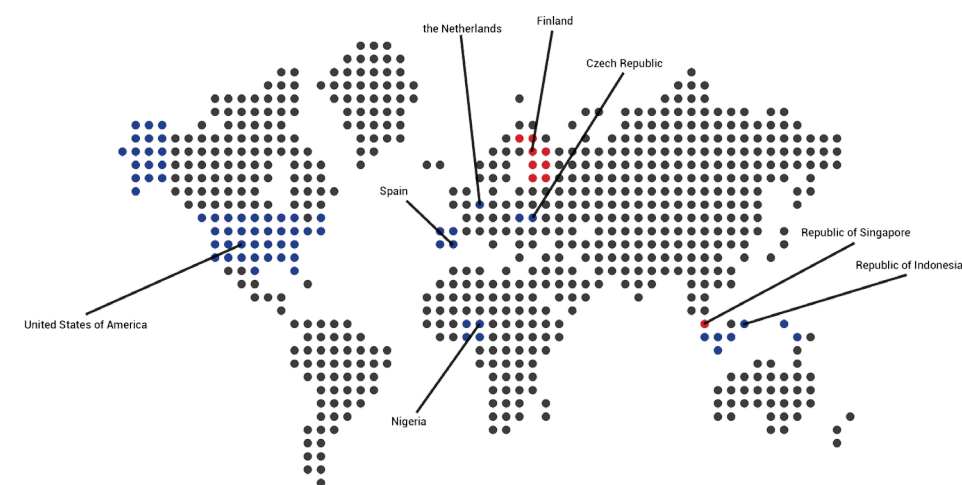 Finland
the Netherlands
Czech Republic
Spain
Republic of Singapore
Republic of Indonesia
United States of America
Nigeria